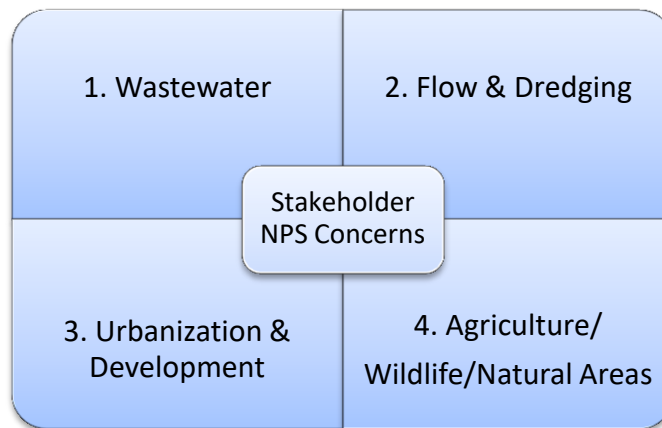 1. Wastewater
2. Flow & Dredging
Stakeholder
NPS Concerns
3. Urbanization &
Development
4. Agriculture/
Wildlife/Natural Areas